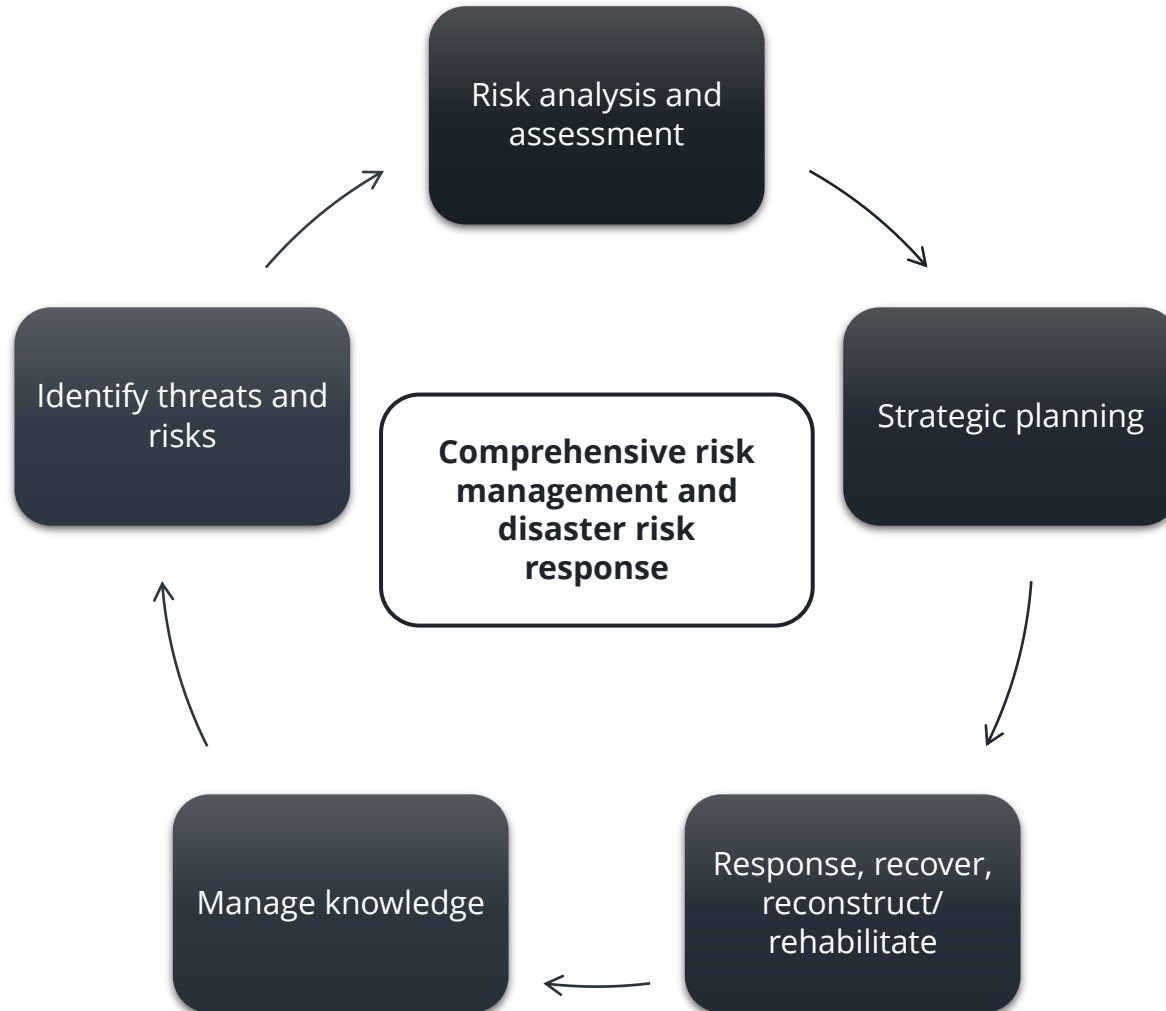 Risk analysis and
assessment
Identify threats and
risks
Strategic planning
Comprehensive risk
management and
disaster risk
response
Manage knowledge
Response, recover,
reconstruct/
rehabilitate